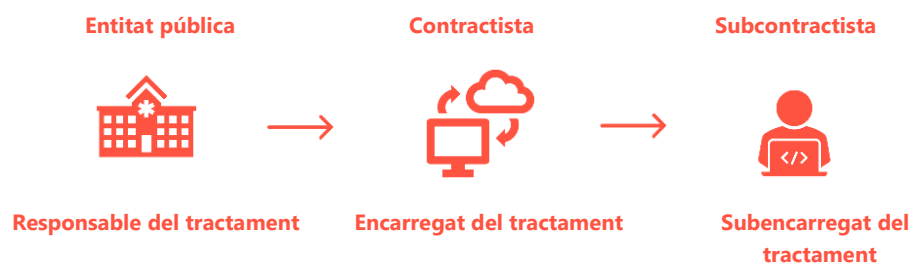 Entitat pública
Contractista
Subcontractista
</>
Responsable del tractament
Encarregat del tractament
Subencarregat del
tractament